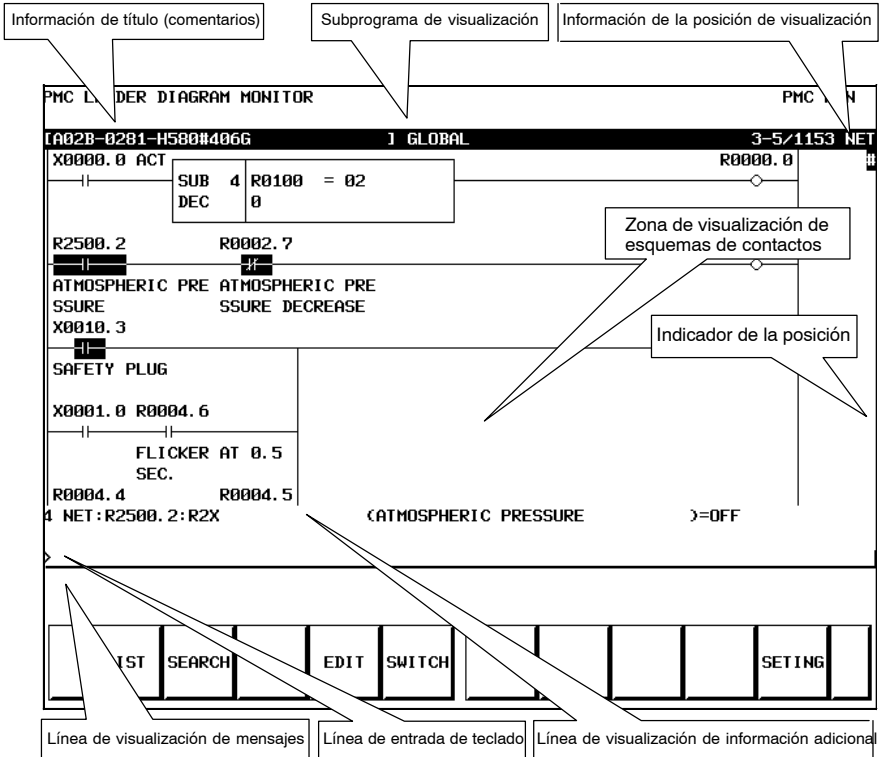 Información de título (comentarios)
Subprograma de visualización
Información de la posición de visualización
PMC DER DIAGRAM MONITOR
PMC
[A02B-0281-H580#406G ] GLOBAL 3-5/1153 NET
X0000.0 ACT
R0000.0
#
SUB 4 R0100 = 02
DEC 0
Zona de visualización de
esquemas de contactos
R2500.2 R0002.7
ATMOSPHERIC PRE ATMOSPHERIC PRE
SSURE SSURE DECREASE
X0010.3
Indicador de la posición
SAFETY PLUG
X0001.0 R0004.6
FLICKER AT 0.5
SEC.
R0004.4 R0004.5
4 NET:R2500.2:R2X (ATMOSPHERIC PRESSURE )=OFF
>
IST SEARCH EDIT SWITCH SETING
Línea de visualización de mensajes
Línea de entrada de teclado
Línea de visualización de información adicional